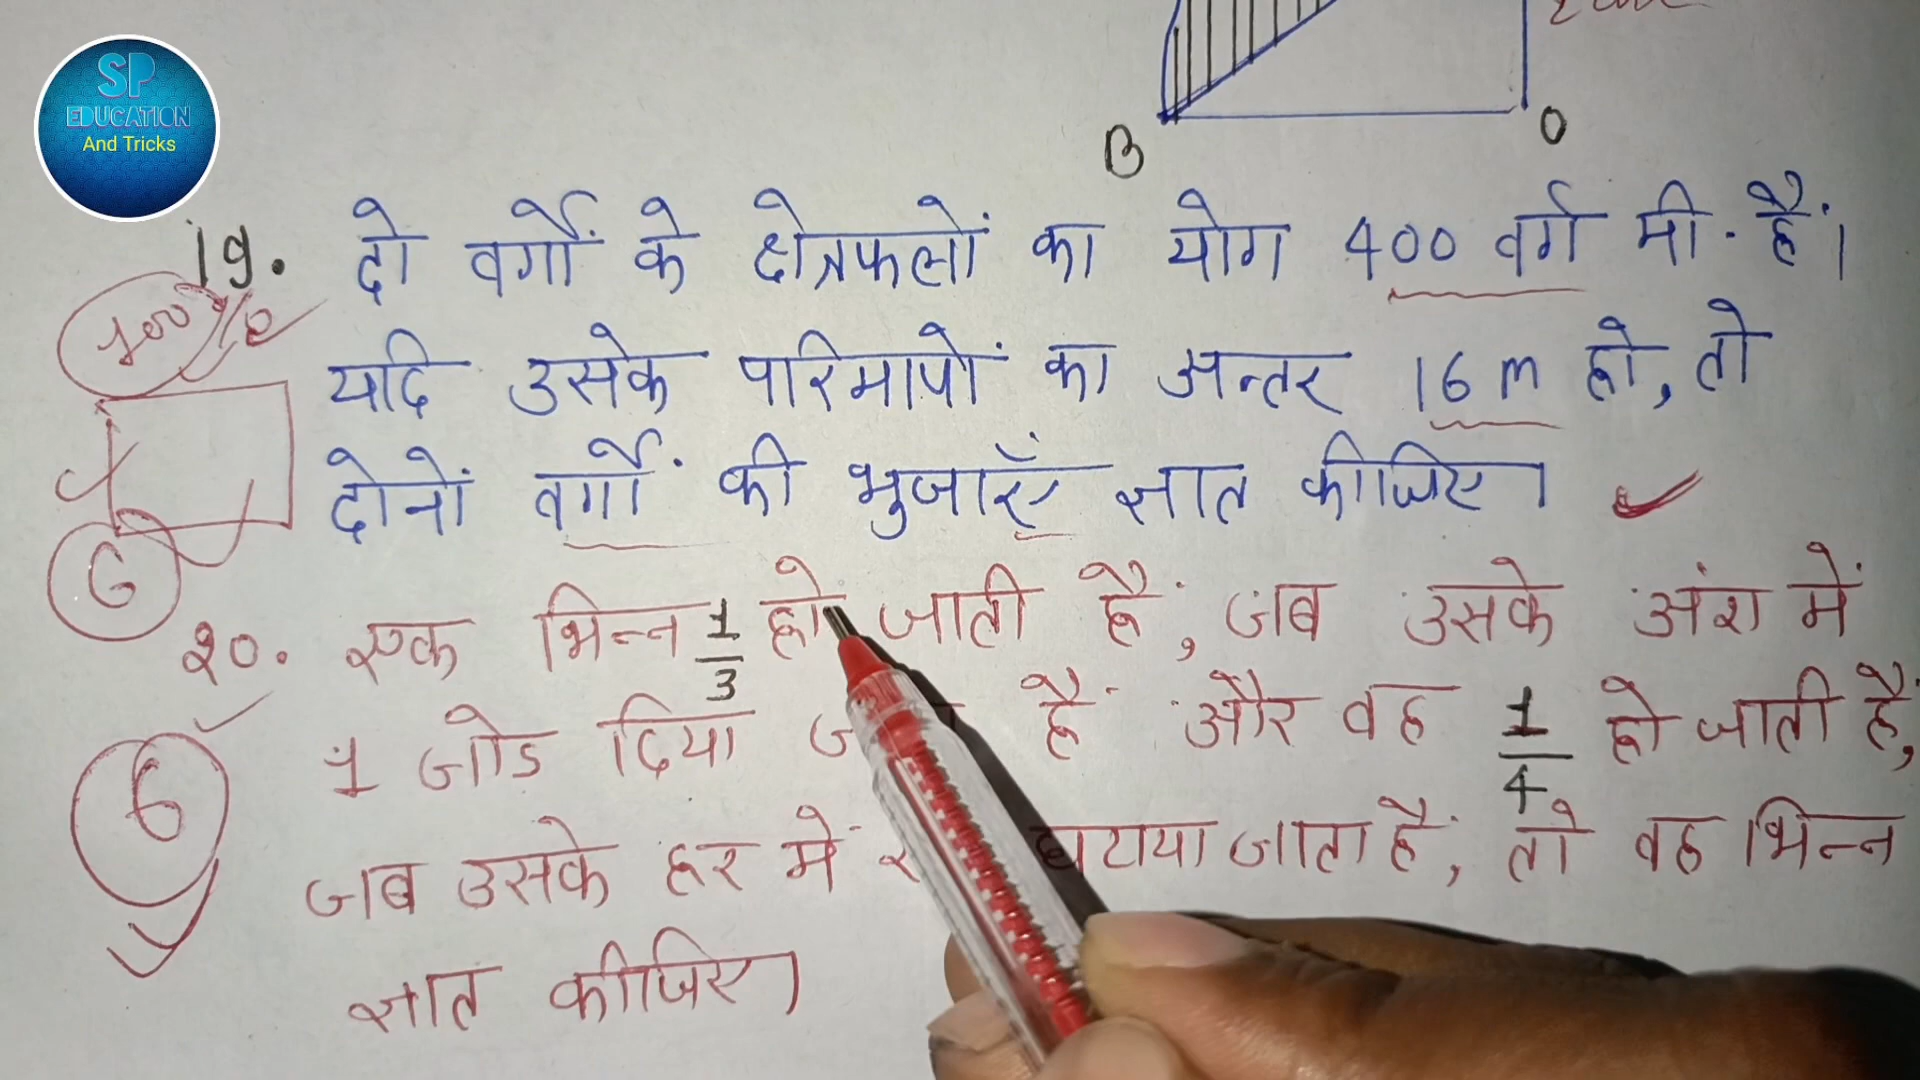 SP
EDUCATION
And Tricks
B
0
19. दो वर्गों के क्षेत्रफलों का योग 400 वर्ग मी. हैं।
यदि उसके परिमापों का अन्तर 16 m हो, तो
दोनों वर्गों की भुजाएँ ज्ञात कीजिए।
6
20. एक भिन्न 1/3 हो जाती हैं, जब उसके अंश में
1 जोड दिया हैं और वह 1/4 हो जाती हैं,
6
जब उसके हर में घटाया जाता हैं, तो वह भिन्न
ज्ञात कीजिए।